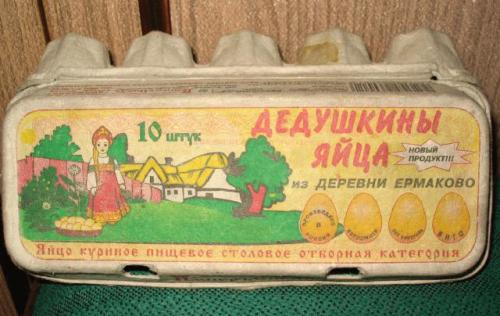 10 штук
ДЕДУШКИНЫ
ЯЙЦА
НОВЫЙ
ПРОДУКТ!!!
ИЗ ДЕРЕВНИ ЕРМАКОВО
Яйцо куриное пищевое столовое отборная категория